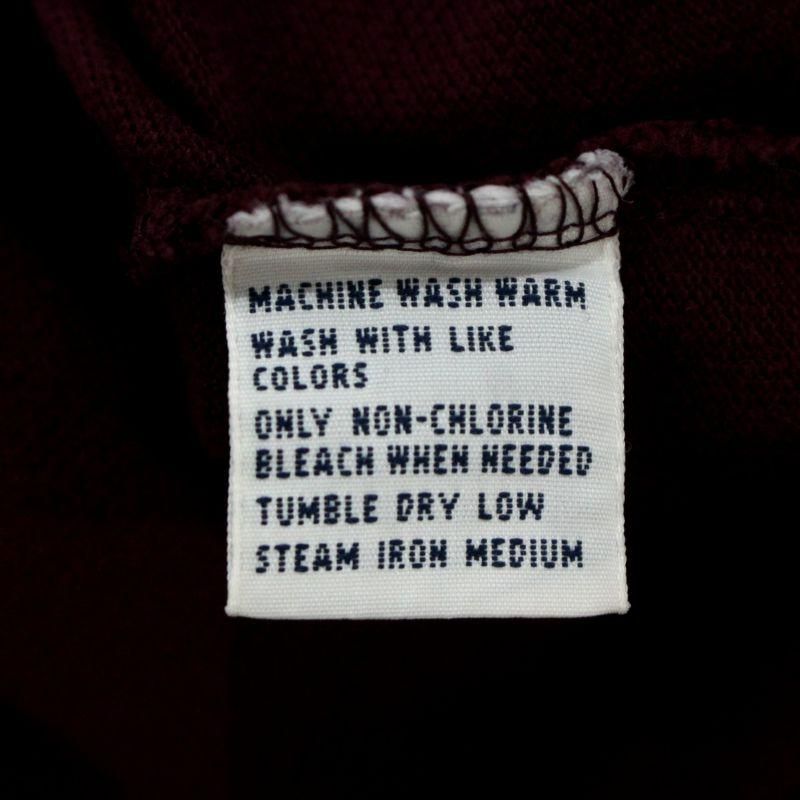 MACHINE WASH WARM
WASH WITH LIKE
COLORS
ONLY NON-CHLORINE
BLEACH WHEN NEEDED
TUMBLE DRY LOW
STEAM IRON MEDIUM